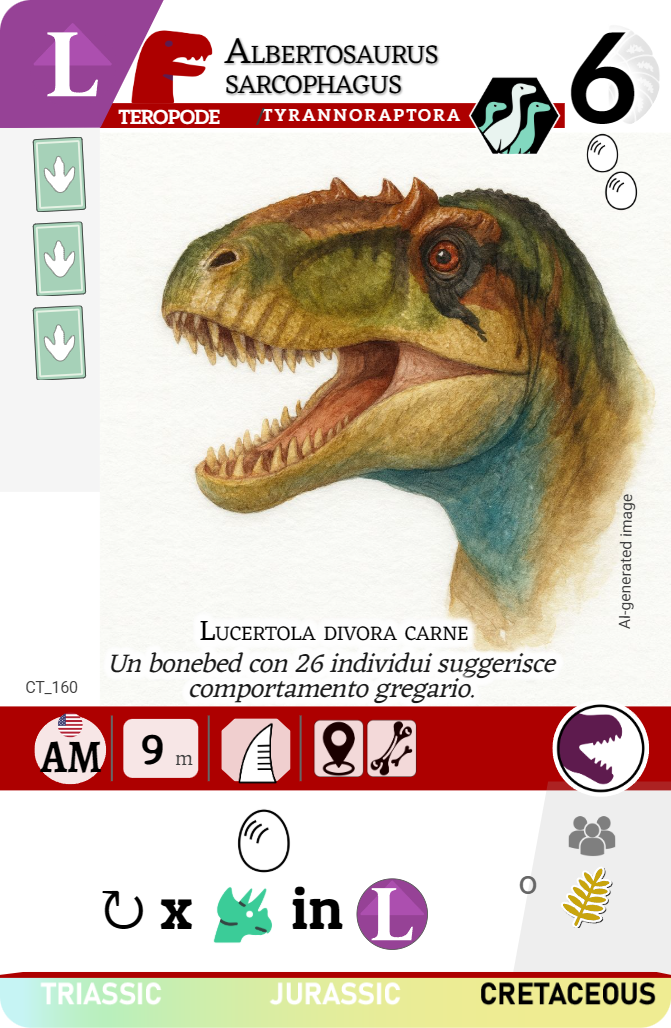 L
ALBERTOSAURUS
SARCOPHAGUS
6
TEROPODE
/TYRANNORAPTORA
AI-generated image
LUCERTOLA DIVORA CARNE
Un bonebed con 26 individui suggerisce
comportamento gregario.
CT_160
AM
9 m
O
x in L
TRIASSIC JURASSIC CRETACEOUS